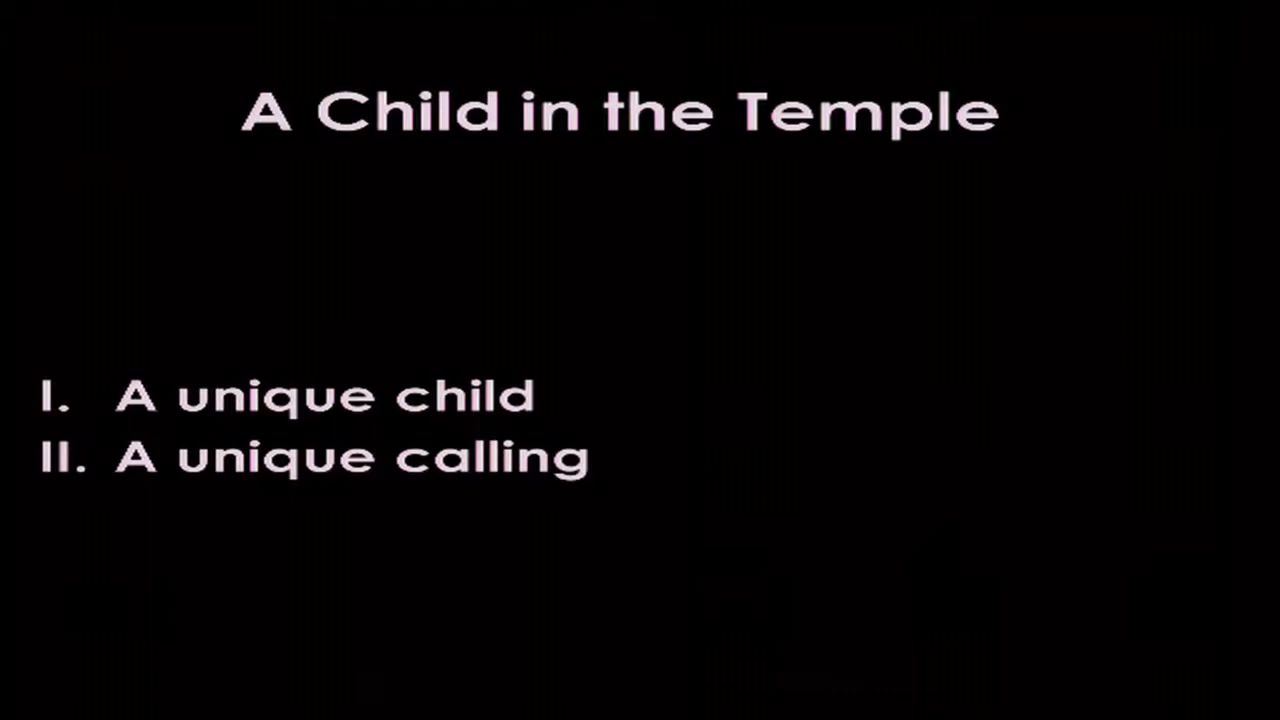 A Child in the Temple
I. A unique child
II. A unique calling